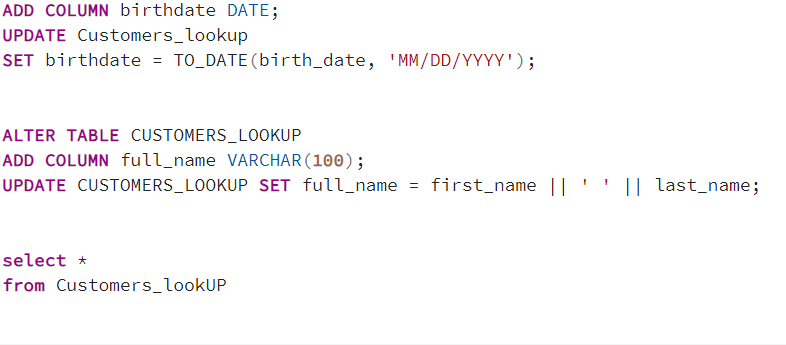 ADD COLUMN birthdate DATE;
UPDATE Customers_lookup
SET birthdate = TO_DATE(birth_date, 'MM/DD/YYYY');
ALTER TABLE CUSTOMERS_LOOKUP
ADD COLUMN full_name VARCHAR(100);
UPDATE CUSTOMERS_LOOKUP SET full_name = first_name || ' ' || last_name;
select *
from Customers_lookUP